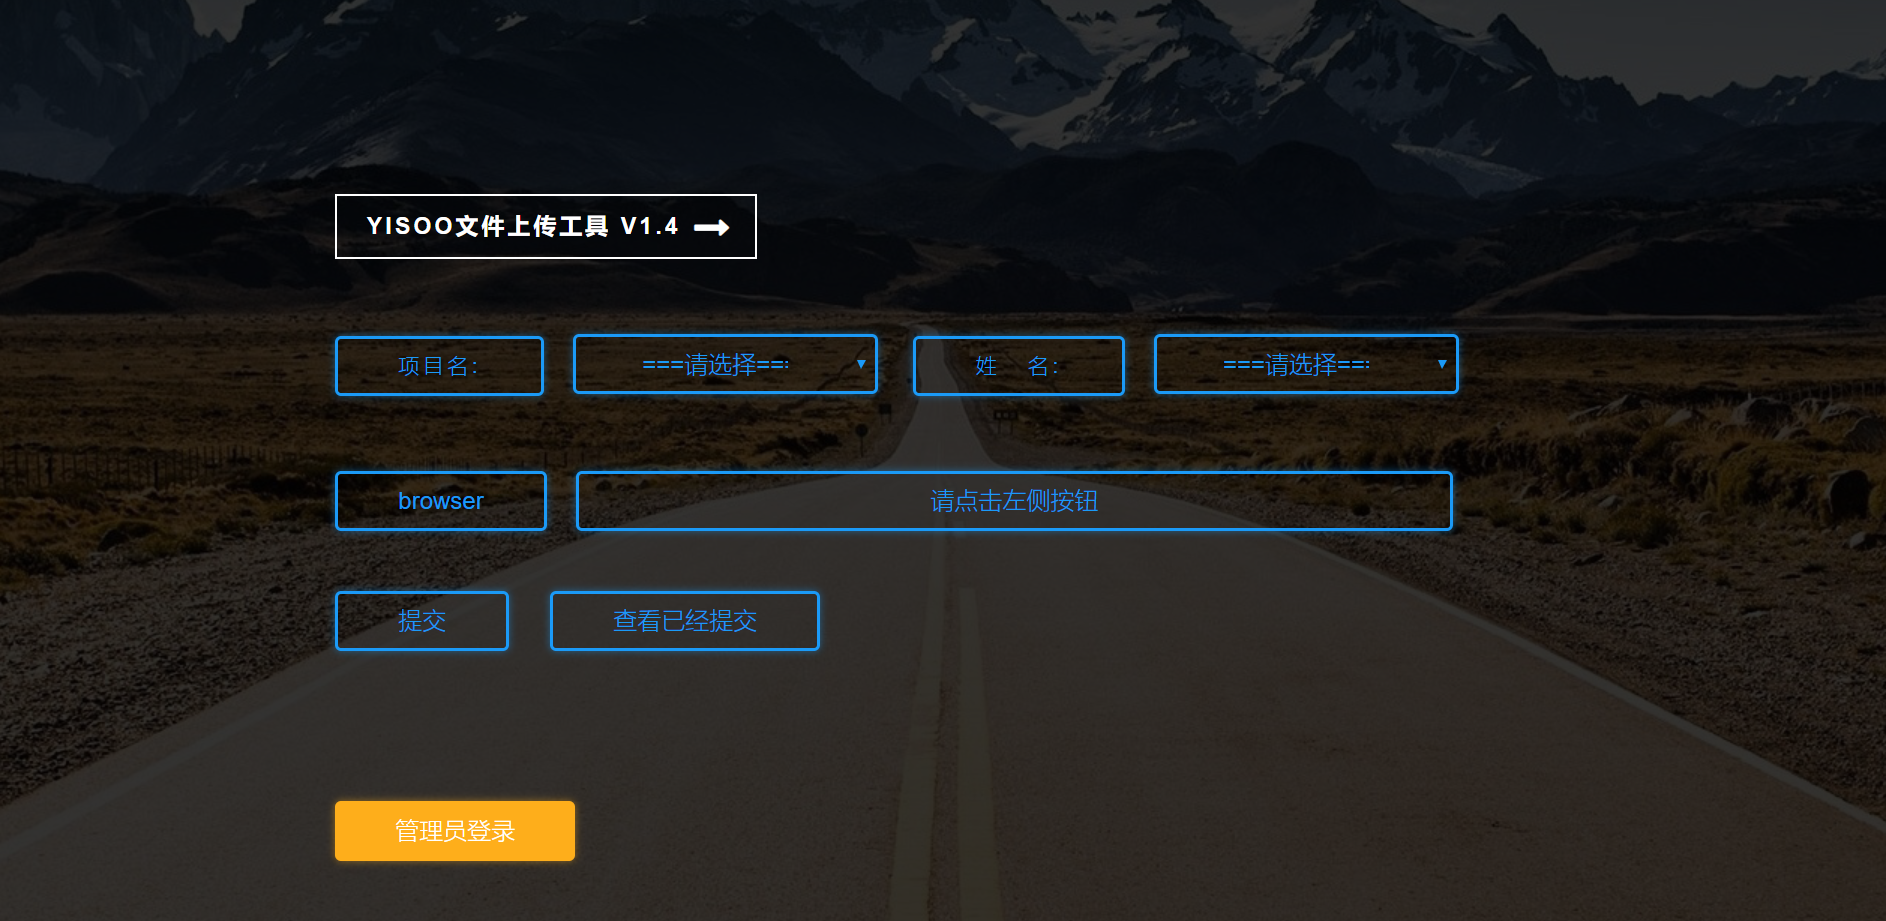 YISOO文件上传工具 V1.4
项目名: ===请选择=== 姓 名: ===请选择===
browser 请点击左侧按钮
提交 查看已经提交
管理员登录